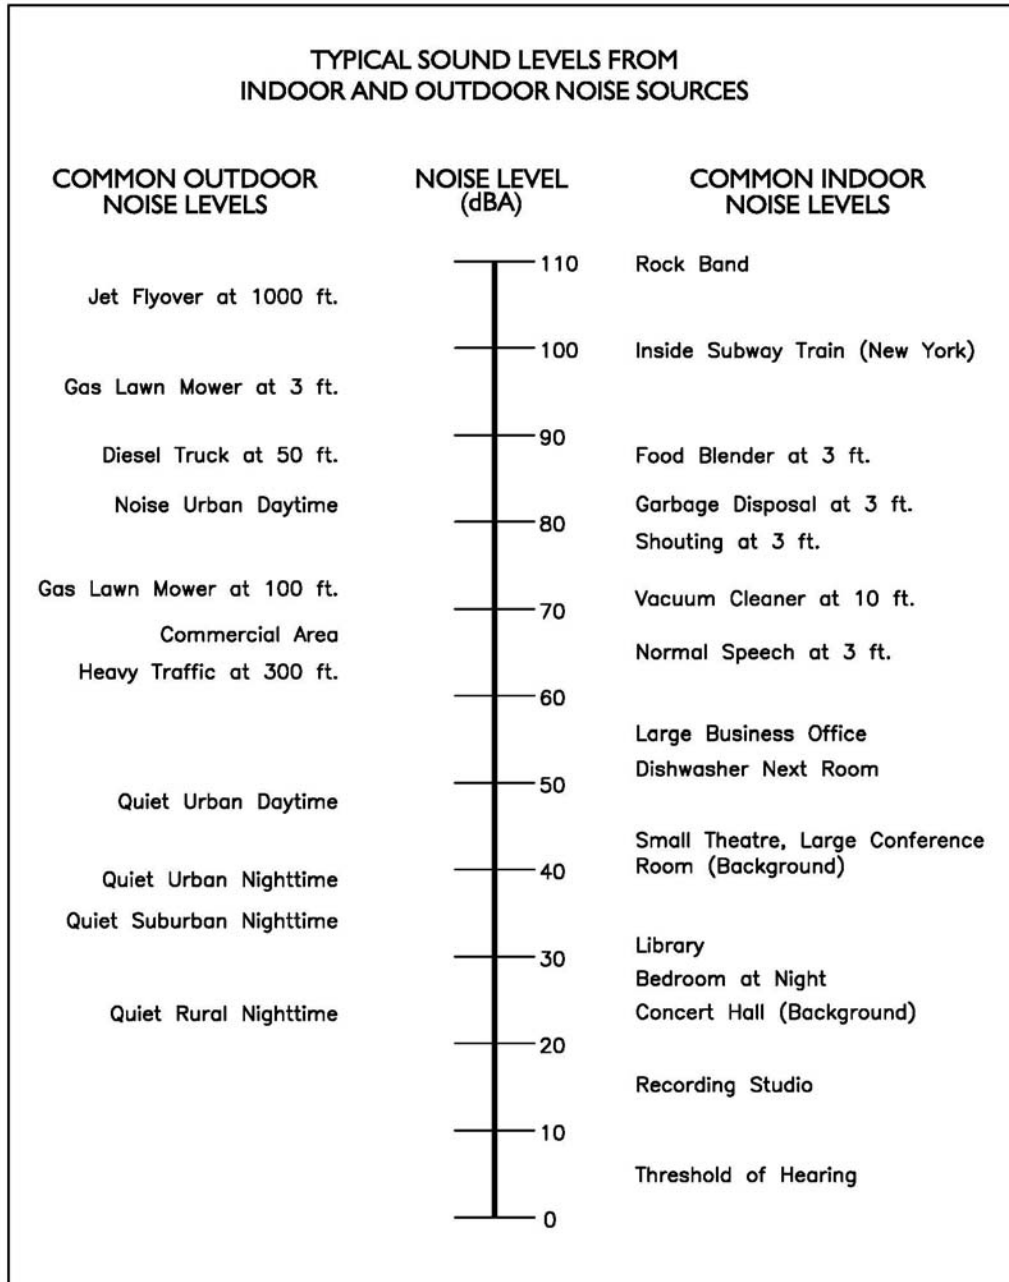 TYPICAL SOUND LEVELS FROM
INDOOR AND OUTDOOR NOISE SOURCES
COMMON OUTDOOR
NOISE LEVELS
NOISE LEVEL
(dBA)
COMMON INDOOR
NOISE LEVELS
110
Rock Band
Jet Flyover at 1000 ft.
100
Inside Subway Train (New York)
Gas Lawn Mower at 3 ft.
90
Diesel Truck at 50 ft.
Food Blender at 3 ft.
Noise Urban Daytime
Garbage Disposal at 3 ft.
80
Shouting at 3 ft.
Gas Lawn Mower at 100 ft.
Vacuum Cleaner at 10 ft.
70
Commercial Area
Normal Speech at 3 ft.
Heavy Traffic at 300 ft.
60
Large Business Office
Dishwasher Next Room
50
Quiet Urban Daytime
Small Theatre, Large Conference
Room (Background)
40
Quiet Urban Nighttime
Quiet Suburban Nighttime
Library
30
Bedroom at Night
Quiet Rural Nighttime
Concert Hall (Background)
20
Recording Studio
10
Threshold of Hearing
0